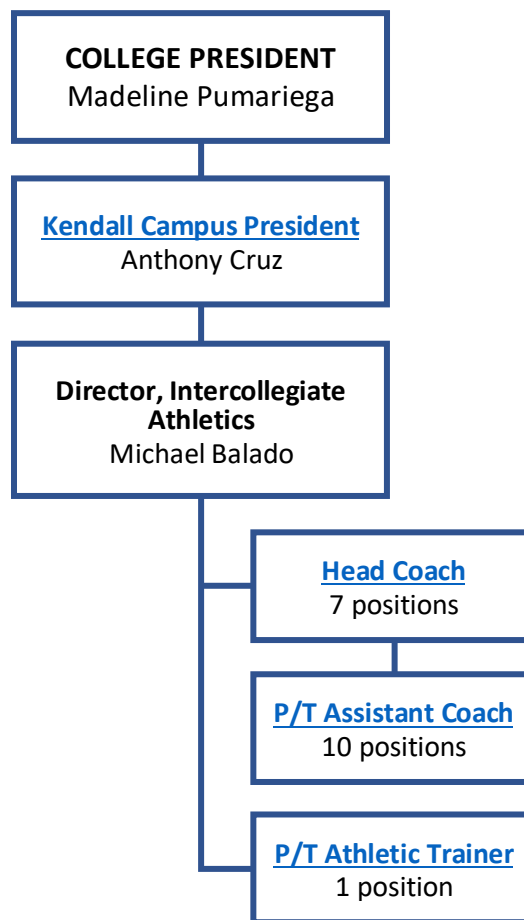 COLLEGE PRESIDENT
Madeline Pumariega
Kendall Campus President
Anthony Cruz
Director, Intercollegiate
Athletics
Michael Balado
Head Coach
7 positions
P/T Assistant Coach
10 positions
P/T Athletic Trainer
1 position